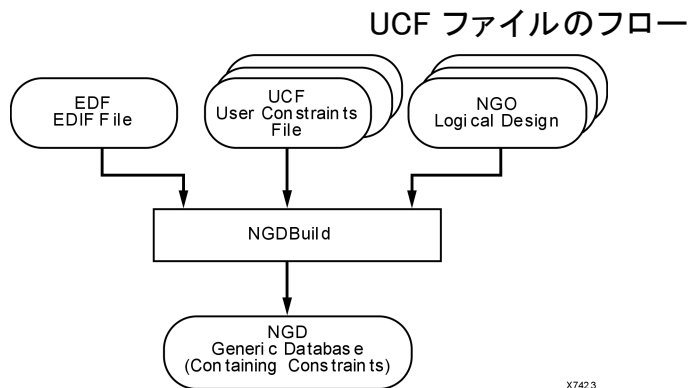 UCF ファイルのフロー
EDF
EDIF File
UCF
User Constraints
File
NGO
Logical Design
NGDBuild
NGD
Generic Database
(Containing Constraints)
X7423